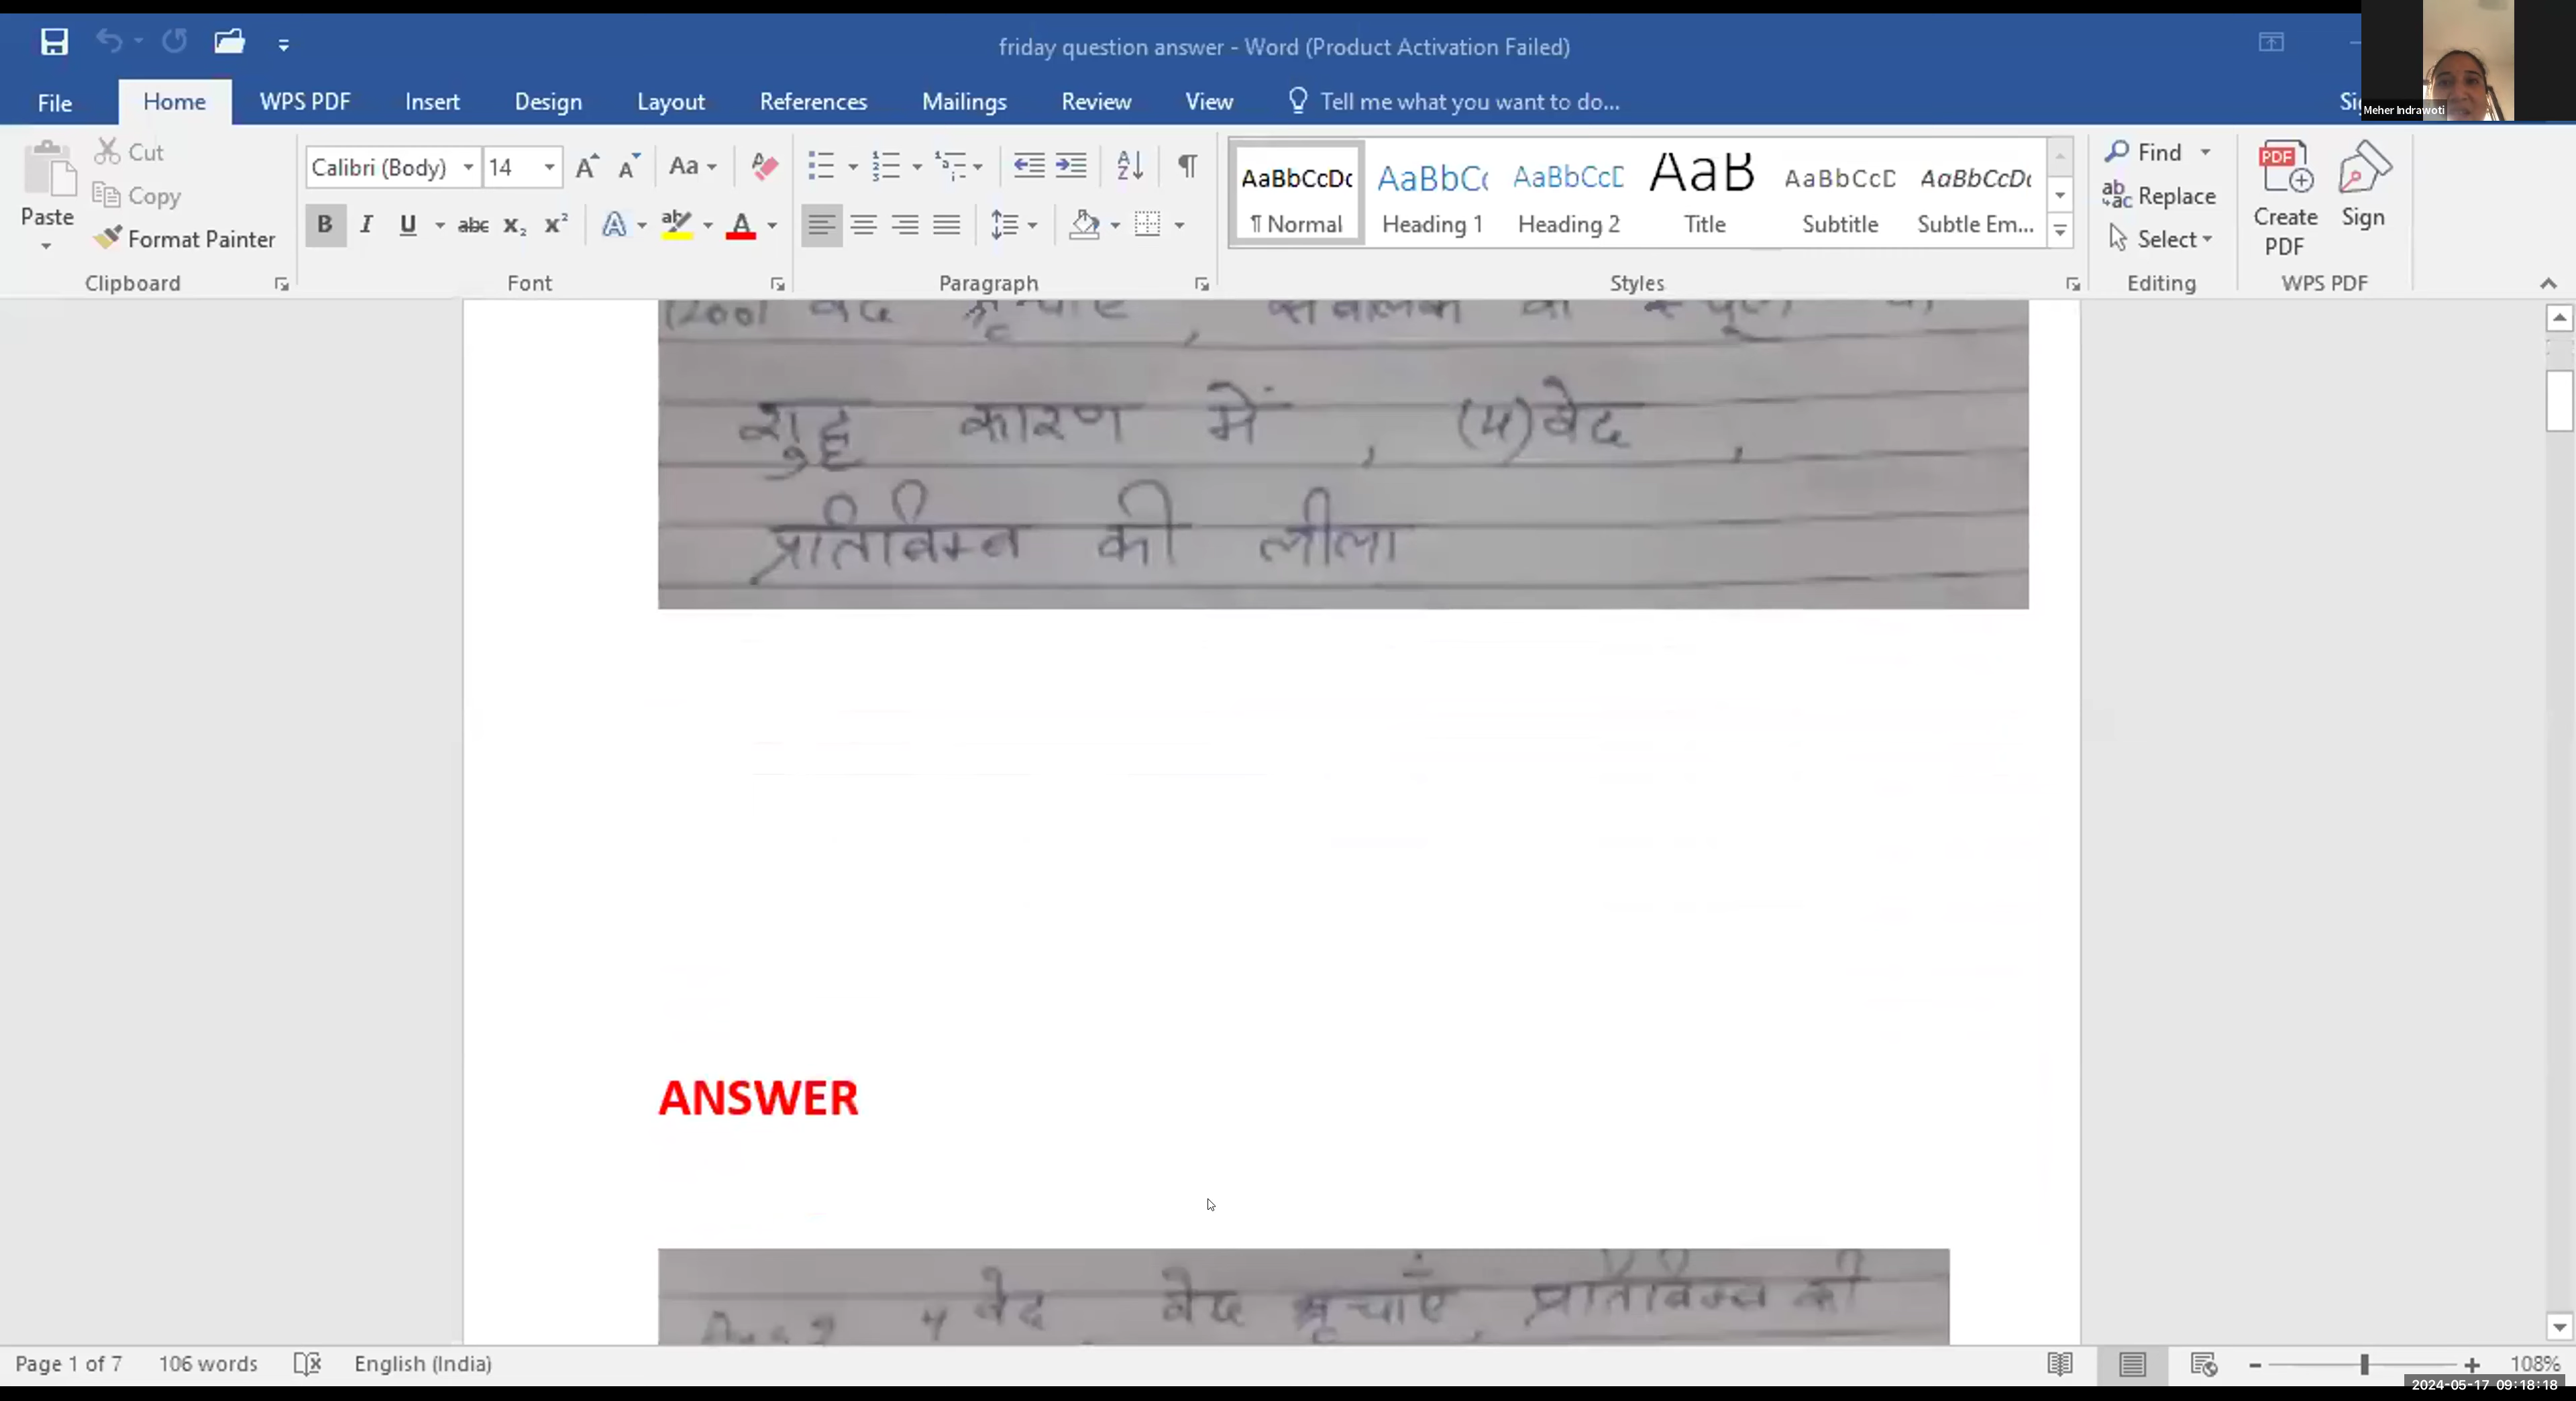 friday question answer - Word (Product Activation Failed)
Meher Indrawoti
File Home WPS PDF Insert Design Layout References Mailings Review View Tell me what you want to do...
Cut
Copy
Paste
Format Painter
Clipboard
Calibri (Body) 14
Font
Paragraph
AaBbCcDc AaBbC AaBbCcD AaB AaBbCcD AaBbCcDc
¶ Normal Heading 1 Heading 2 Title Subtitle Subtle Em...
Styles
Find
Replace
Select
Editing
Create PDF
Sign
WPS PDF
कारण में , (4) वेद ,
प्रतिबिम्ब की लीला
ANSWER
4 वेद , वेद ऋचाएं , प्रतिबिम्ब की
Page 1 of 7 106 words English (India) 108%
2024-05-17 09:18:18